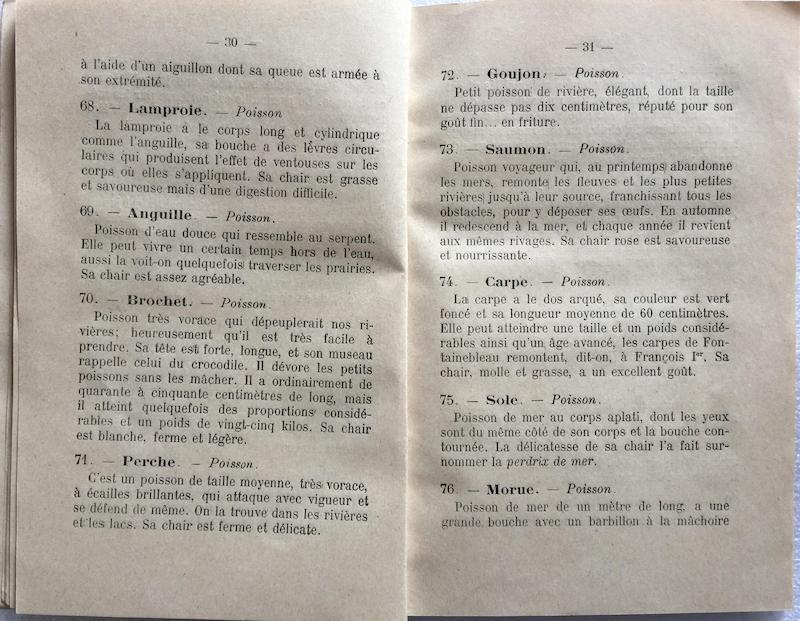 — 30 —
à l'aide d'un aiguillon dont sa queue est armée à
son extrémité.
68. — Lamproie. — Poisson
La lamproie a le corps long et cylindrique
comme l'anguille, sa bouche a des lèvres circu-
laires qui produisent l'effet de ventouses sur les
corps où elles s'appliquent. Sa chair est grasse
et savoureuse mais d'une digestion difficile.
69. — Anguille — Poisson.
Poisson d'eau douce qui ressemble au serpent.
Elle peut vivre un certain temps hors de l'eau,
aussi la voit-on quelquefois traverser les prairies.
Sa chair est assez agréable.
70. — Brochet. — Poisson.
Poisson très vorace qui dépeuplerait nos ri-
vières; heureusement qu'il est très facile à
prendre. Sa tête est forte, longue, et son museau
rappelle celui du crocodile. Il dévore les petits
poissons sans les mâcher. Il a ordinairement de
quarante à cinquante centimètres de long, mais
il atteint quelquefois des proportions considé-
rables et un poids de vingt-cinq kilos. Sa chair
est blanche, ferme et légère.
71. — Perche. — Poisson.
C'est un poisson de taille moyenne, très vorace,
à écailles brillantes, qui attaque avec vigueur et
se défend de même. On la trouve dans les rivières
et les lacs. Sa chair est ferme et délicate.
— 31 —
72. — Goujon. — Poisson.
Petit poisson de rivière, élégant, dont la taille
ne dépasse pas dix centimètres, réputé pour son
goût fin... en friture.
73. — Saumon. — Poisson.
Poisson voyageur qui, au printemps abandonne
les mers, remonte les fleuves et les plus petites
rivières jusqu'à leur source, franchissant tous les
obstacles, pour y déposer ses œufs. En automne
il redescend à la mer, et chaque année il revient
aux mêmes rivages. Sa chair rose est savoureuse
et nourrissante.
74. — Carpe. — Poisson.
La carpe a le dos arqué, sa couleur est vert
foncé et sa longueur moyenne de 60 centimètres.
Elle peut atteindre une taille et un poids considé-
rables ainsi qu'un âge avancé, les carpes de Fon-
tainebleau remontent, dit-on, à François Ier. Sa
chair, molle et grasse, a un excellent goût.
75. — Sole. — Poisson.
Poisson de mer au corps aplati, dont les yeux
sont du même côté de son corps et la bouche con-
tournée. La délicatesse de sa chair l'a fait sur-
nommer la perdrix de mer.
76 — Morue. — Poisson.
Poisson de mer de un mètre de long, a une
grande bouche avec un barbillon à la mâchoire